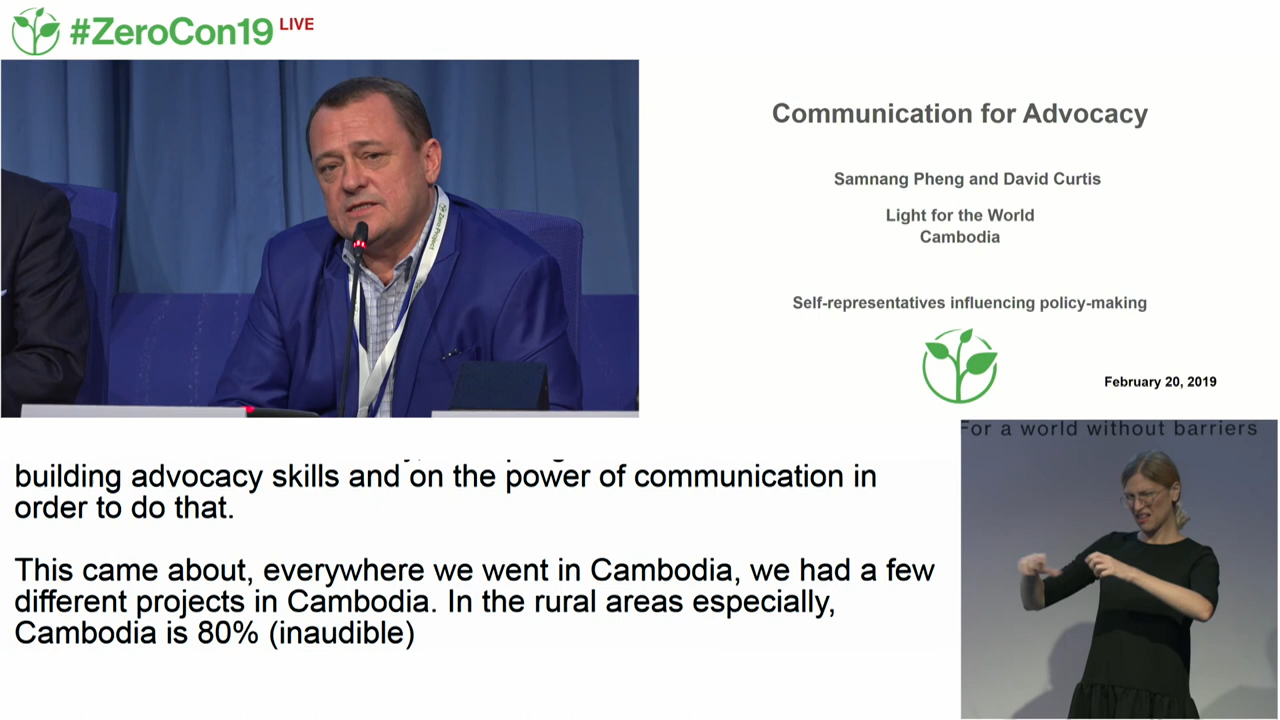 #ZeroCon19 LIVE
Zero Project
Communication for Advocacy
Samnang Pheng and David Curtis
Light for the World
Cambodia
Self-representatives influencing policy-making
February 20, 2019
building advocacy skills and on the power of communication in
order to do that.
This came about, everywhere we went in Cambodia, we had a few
different projects in Cambodia. In the rural areas especially,
Cambodia is 80% (inaudible)
For a world without barriers